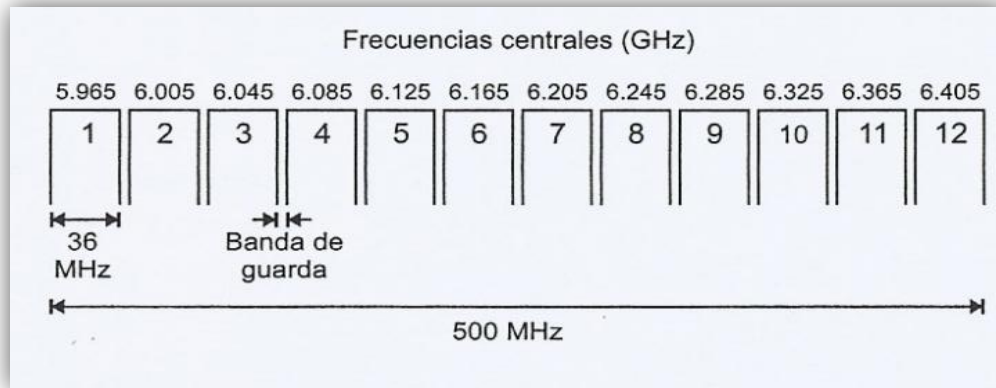 Frecuencias centrales (GHz)
5.965 6.005 6.045 6.085 6.125 6.165 6.205 6.245 6.285 6.325 6.365 6.405
1 2 3 4 5 6 7 8 9 10 11 12
36 Banda de
MHz guarda
500 MHz